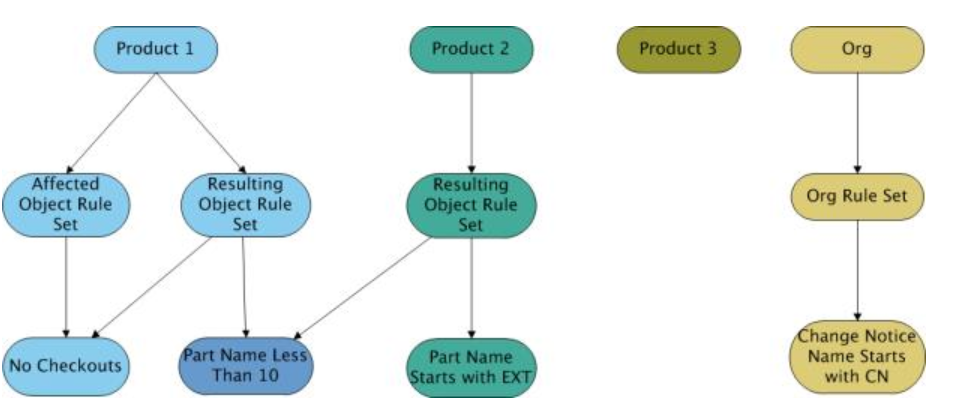 Product 1
Product 2
Product 3
Org
Affected
Object Rule
Set
Resulting
Object Rule
Set
Resulting
Object Rule
Set
Org Rule Set
No Checkouts
Part Name Less
Than 10
Part Name
Starts with EXT
Change Notice
Name Starts
with CN